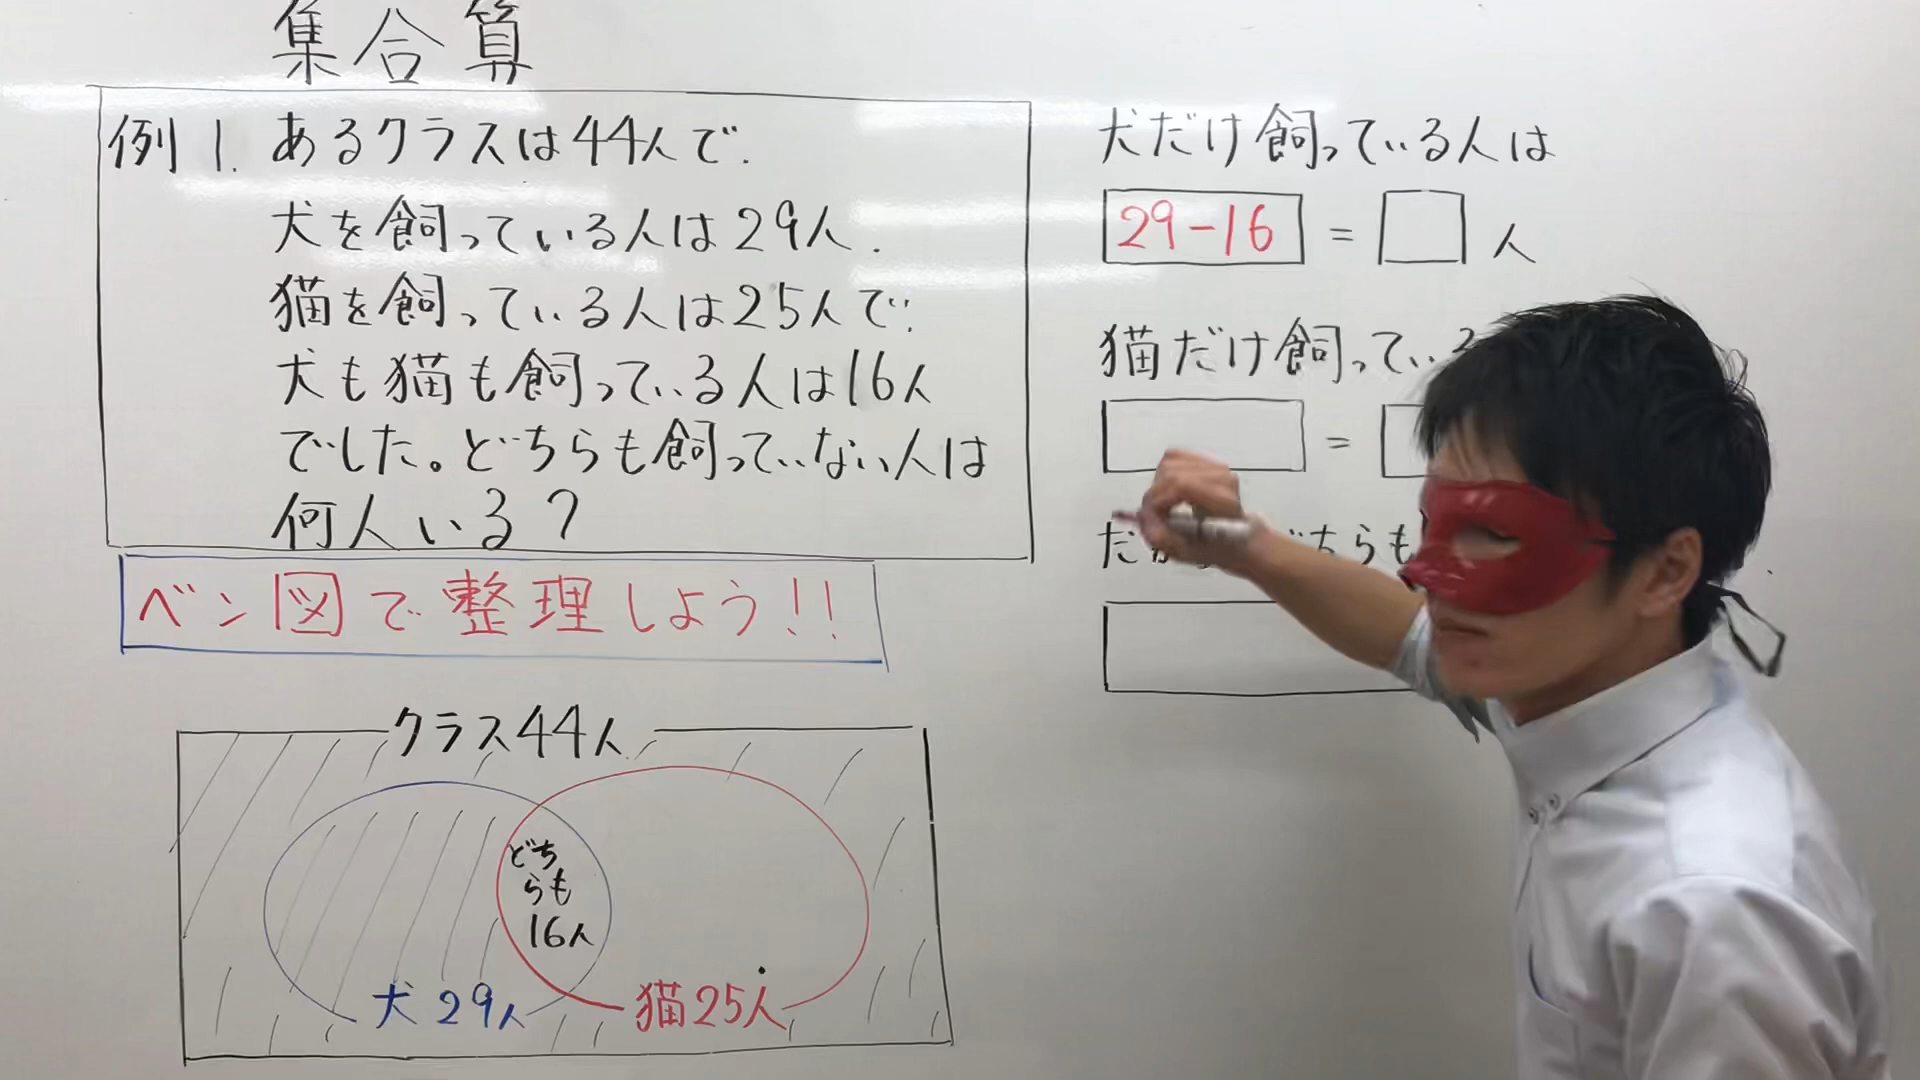 集合算
例1. あるクラスは44人で.
犬を飼っている人は29人.
猫を飼っている人は25人で.
犬も猫も飼っている人は16人
でした。どちらも飼っていない人は
何人いる?
ベン図で整理しよう!!
クラス44人
どち
らも
16人
犬29人
猫25人
犬だけ飼っている人は
29-16 = 人
猫だけ飼っている
=
らも